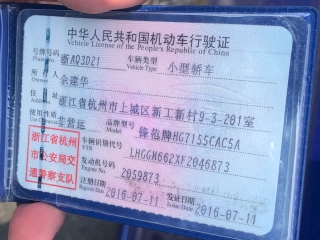 中华人民共和国机动车行驶证
Vehicle License of the People's Republic of China
号牌号码 浙AQ3D21 车辆类型 Vehicle Type 小型轿车
所有人 余建华
住址 浙江省杭州市上城区新工新村9-3-201室
使用性质 非营运 品牌型号 Model 锋范牌HG7155CAC5A
浙江省杭州
市公安局交
通警察支队
车辆识别代号 VIN LHGGM662XF2046873
发动机号码 Engine No. 2059873
注册日期 Register Date 2016-07-11 发证日期 Issue Date 2016-07-11